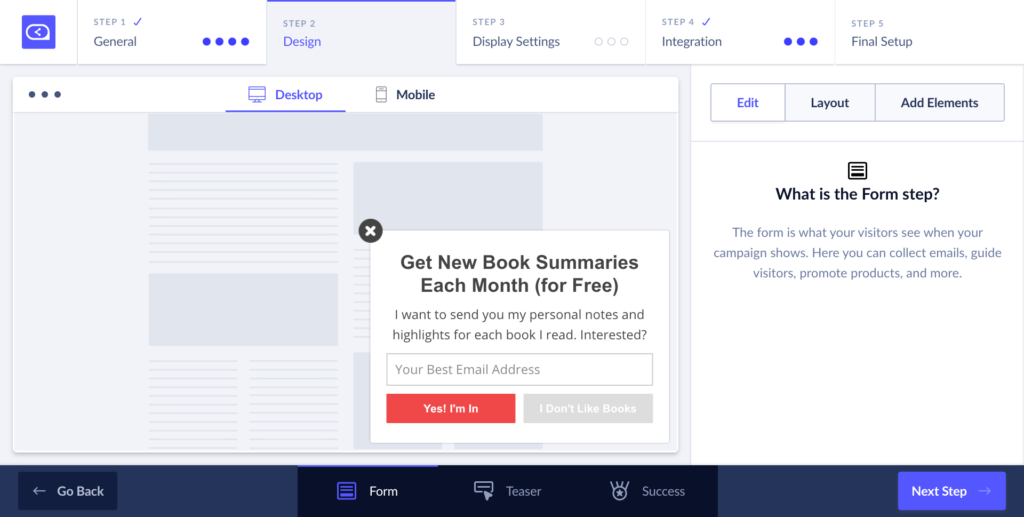 STEP 1
General
STEP 2
Design
STEP 3
Display Settings
STEP 4
Integration
STEP 5
Final Setup
Desktop
Mobile
Edit
Layout
Add Elements
What is the Form step?
The form is what your visitors see when your
campaign shows. Here you can collect emails, guide
visitors, promote products, and more.
Get New Book Summaries
Each Month (for Free)
I want to send you my personal notes and
highlights for each book I read. Interested?
Your Best Email Address
Yes! I'm In
I Don't Like Books
Go Back
Form
Teaser
Success
Next Step